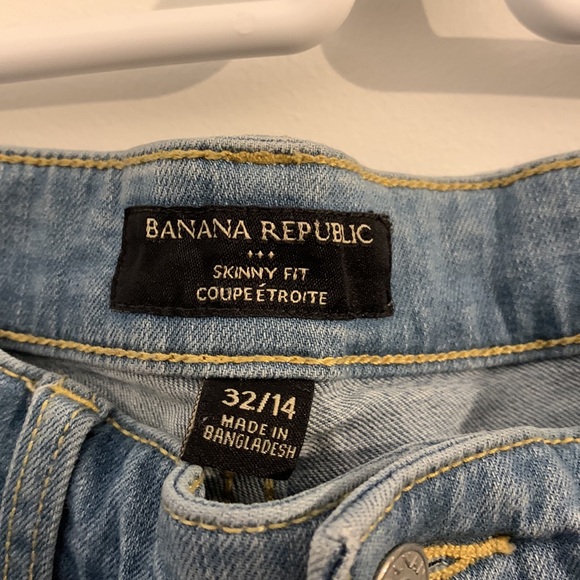 BANANA REPUBLIC
SKINNY FIT
COUPE ÉTROITE
32/14
MADE IN
BANGLADESH